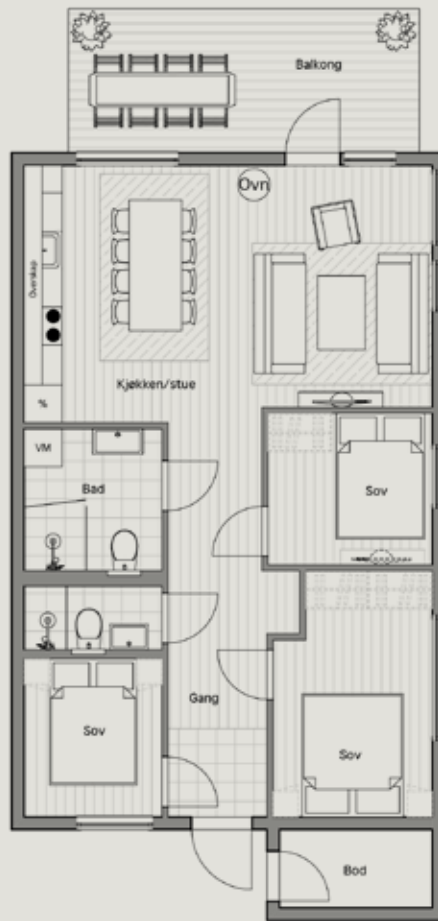 Balkong
Ovn
Overskap
Kjøkken/stue
%
VM
Bad
Sov
Gang
Sov
Sov
Bod